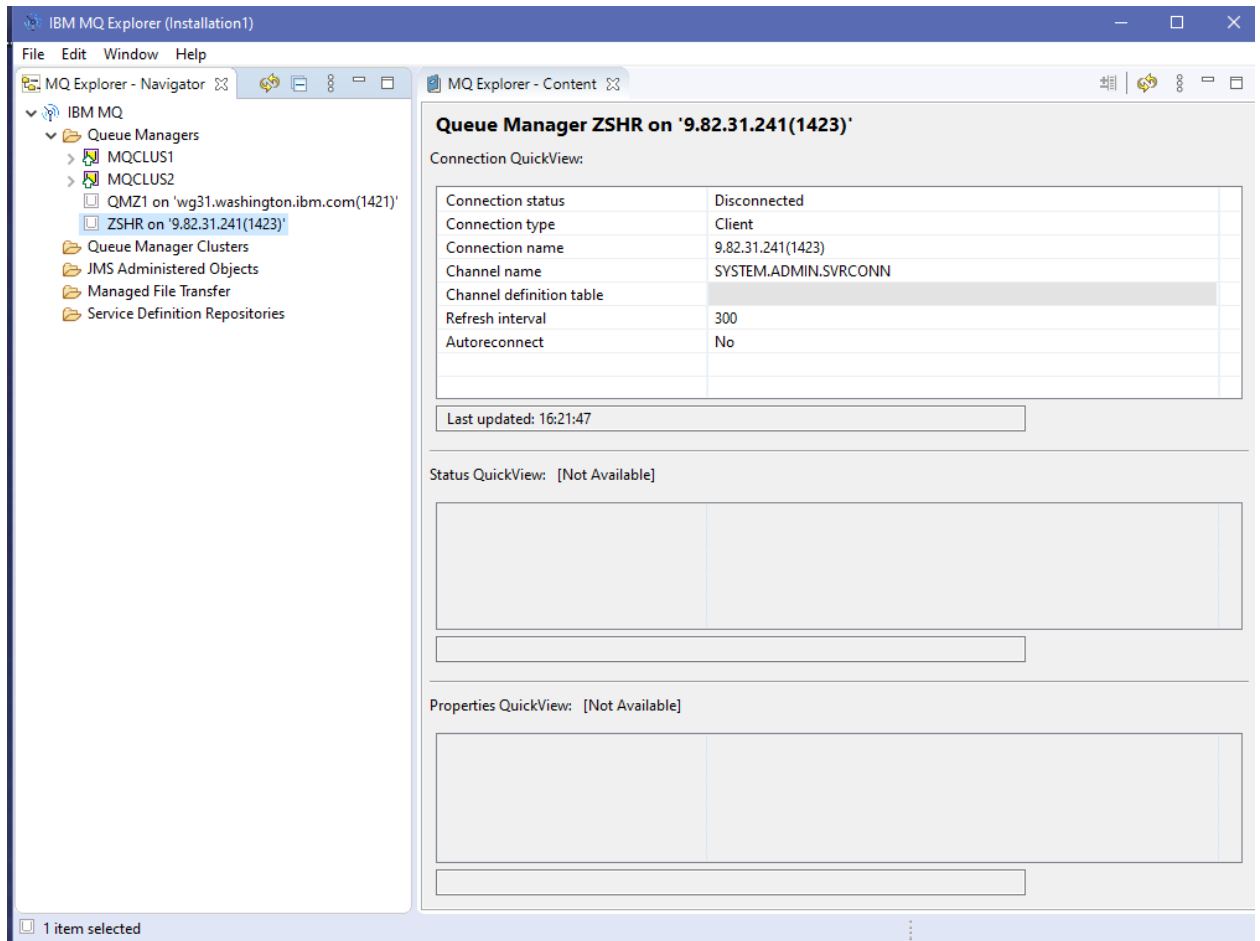 IBM MQ Explorer (Installation1)
File Edit Window Help
MQ Explorer - Navigator
IBM MQ
Queue Managers
MQCLUS1
MQCLUS2
QMZ1 on 'wg31.washington.ibm.com(1421)'
ZSHR on '9.82.31.241(1423)'
Queue Manager Clusters
JMS Administered Objects
Managed File Transfer
Service Definition Repositories
MQ Explorer - Content
Queue Manager ZSHR on '9.82.31.241(1423)'
Connection QuickView:
Connection status Disconnected
Connection type Client
Connection name 9.82.31.241(1423)
Channel name SYSTEM.ADMIN.SVRCONN
Channel definition table
Refresh interval 300
Autoreconnect No
Last updated: 16:21:47
Status QuickView: [Not Available]
Properties QuickView: [Not Available]
1 item selected